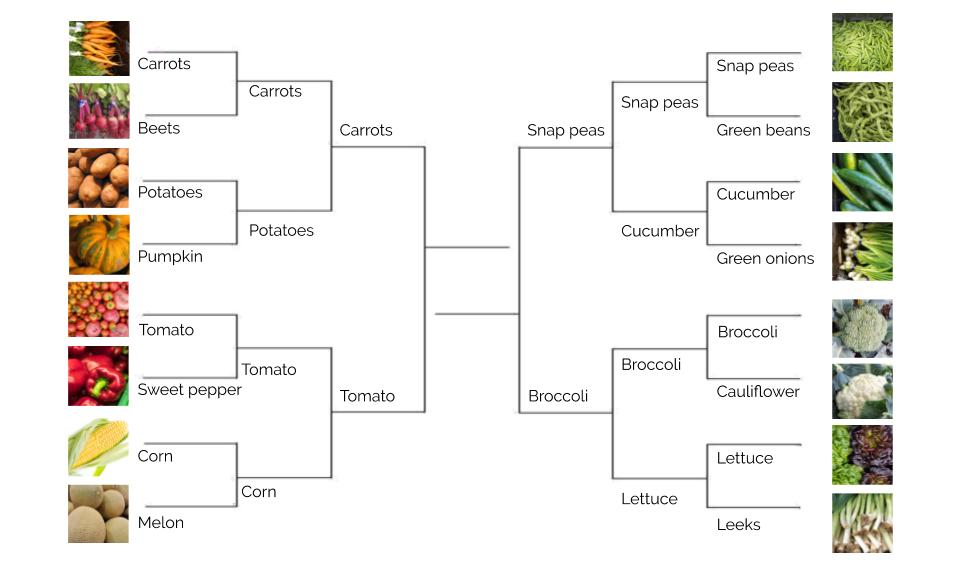 Carrots
Beets
Potatoes
Pumpkin
Tomato
Sweet pepper
Corn
Melon
Carrots
Potatoes
Tomato
Corn
Carrots
Tomato
Snap peas
Broccoli
Snap peas
Cucumber
Broccoli
Lettuce
Snap peas
Green beans
Cucumber
Green onions
Broccoli
Cauliflower
Lettuce
Leeks